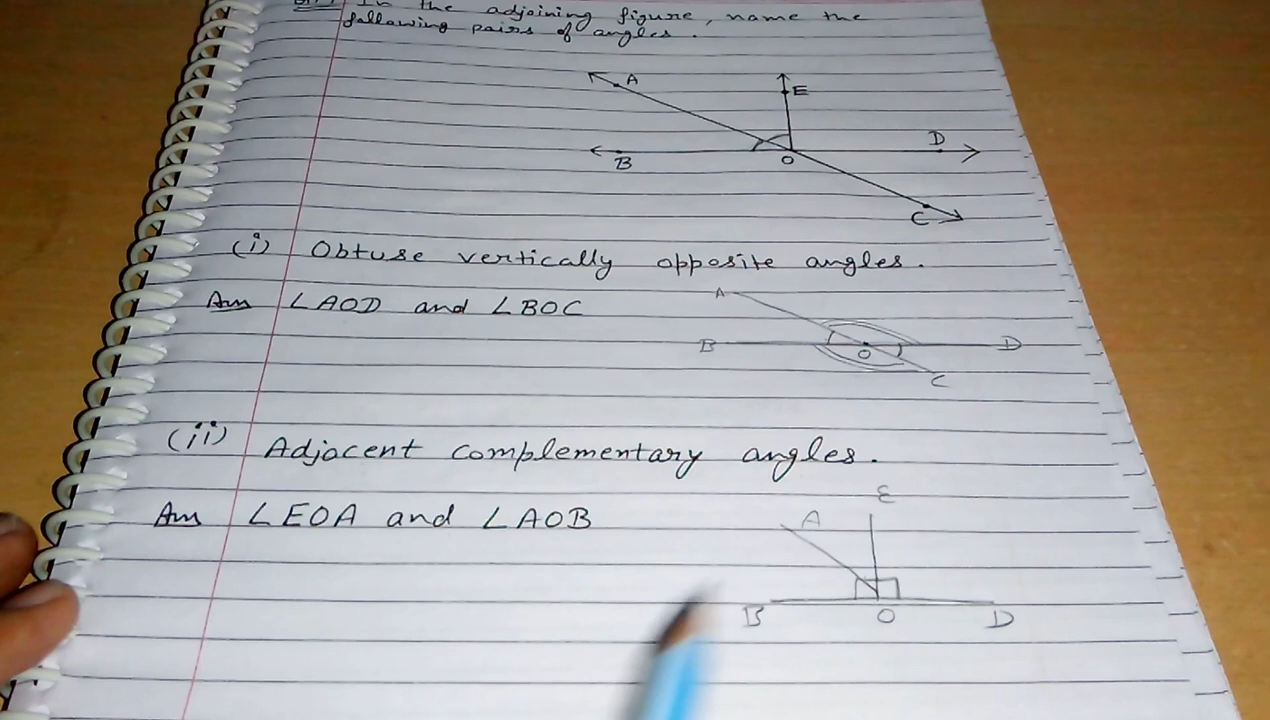 In the adjoining figure, name the
following pairs of angles.
A
E
B
O
D
C
(i) Obtuse vertically opposite angles.
Ans ∠AOD and ∠BOC
A
B
O
D
C
(ii) Adjacent complementary angles.
Ans ∠EOA and ∠AOB
E
A
B
O
D